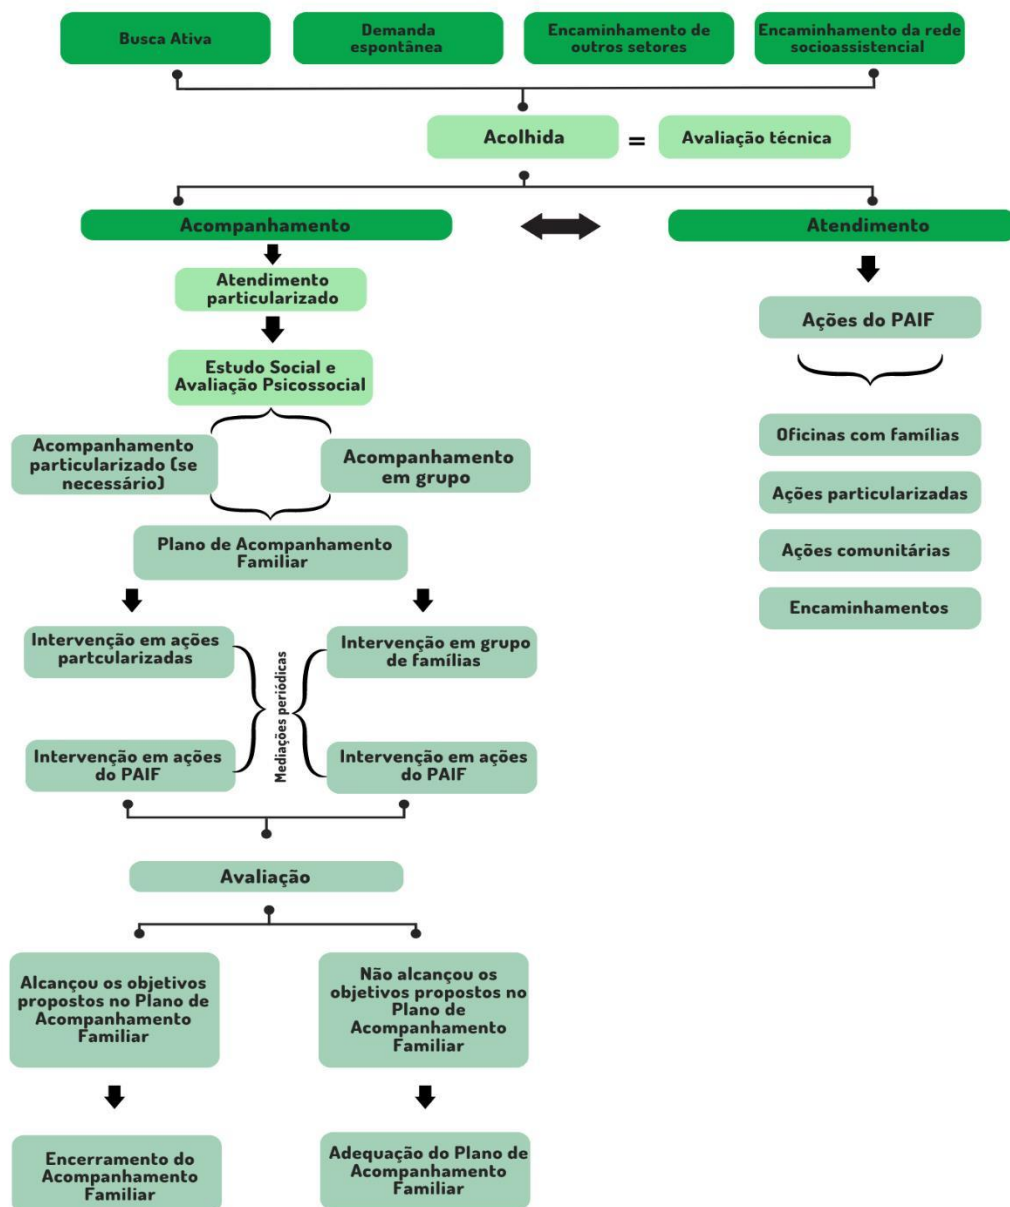 Busca Ativa
Demanda
espontânea
Encaminhamento de
outros setores
Encaminhamento da rede
socioassistencial
Acolhida
=
Avaliação técnica
Acompanhamento
Atendimento
Atendimento
particularizado
Ações do PAIF
Estudo Social e
Avaliação Psicossocial
Acompanhamento
particularizado (se
necessário)
Acompanhamento
em grupo
Oficinas com famílias
Ações particularizadas
Ações comunitárias
Encaminhamentos
Plano de Acompanhamento
Familiar
Intervenção em ações
partcularizadas
Intervenção em grupo
de famílias
Mediações periódicas
Intervenção em ações
do PAIF
Intervenção em ações
do PAIF
Avaliação
Alcançou os objetivos
propostos no Plano de
Acompanhamento
Familiar
Não alcançou os
objetivos propostos no
Plano de
Acompanhamento
Familiar
Encerramento do
Acompanhamento
Familiar
Adequação do Plano de
Acompanhamento
Familiar